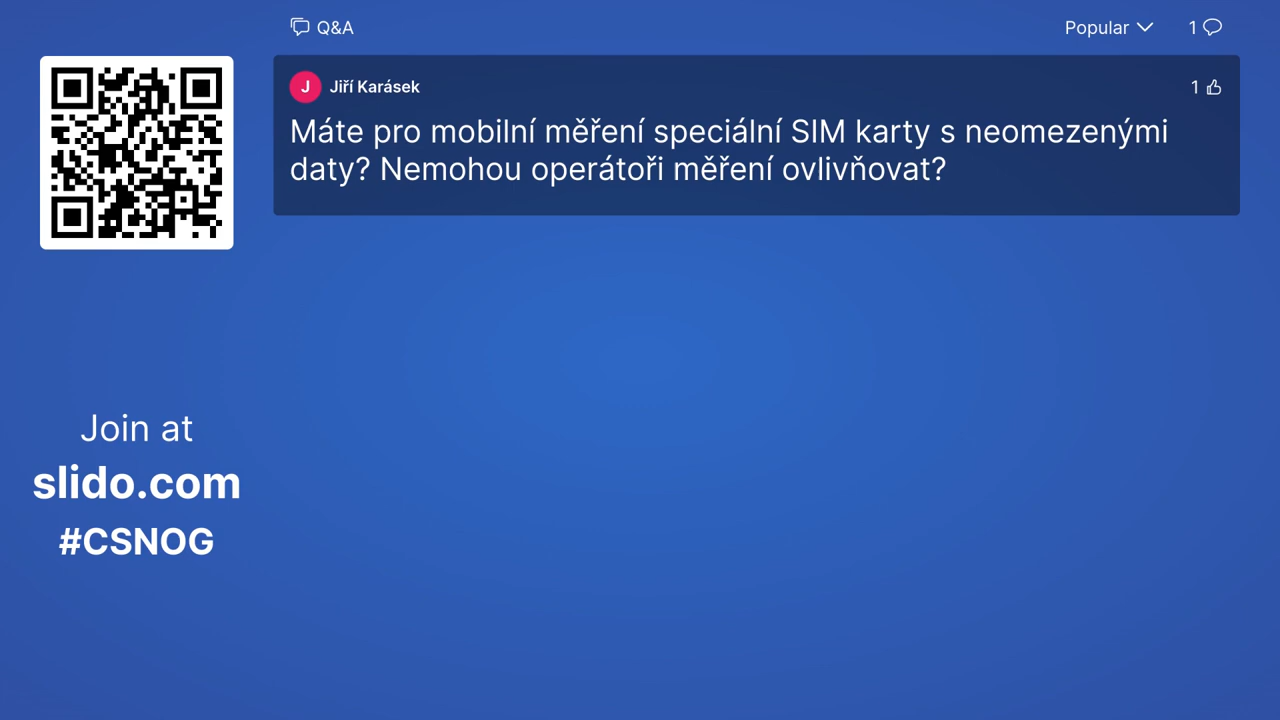 Q&A
Popular
1
J
Jiří Karásek
1
Máte pro mobilní měření speciální SIM karty s neomezenými
daty? Nemohou operátoři měření ovlivňovat?
Join at
slido.com
#CSNOG